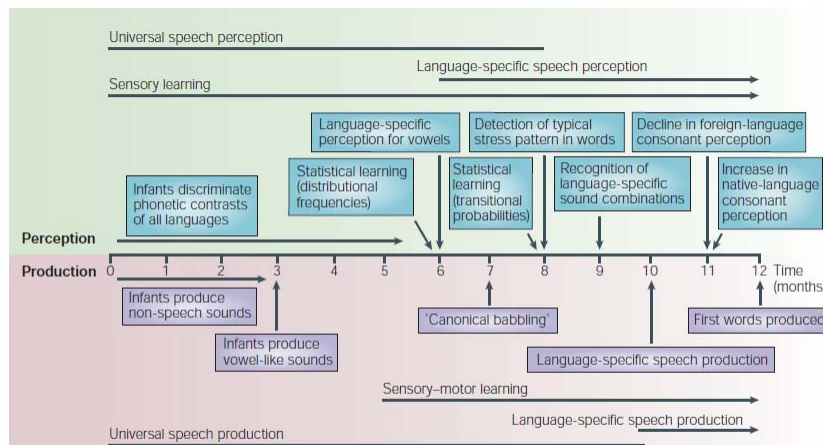 Universal speech perception
Language-specific speech perception
Sensory learning
Language-specific
perception for vowels
Detection of typical
stress pattern in words
Decline in foreign-language
consonant perception
Statistical learning
(distributional
frequencies)
Statistical
learning
(transitional
probabilities)
Recognition of
language-specific
sound combinations
Increase in
native-language
consonant
perception
Infants discriminate
phonetic contrasts
of all languages
Perception
Production
0 1 2 3 4 5 6 7 8 9 10 11 12 Time
(months
Infants produce
non-speech sounds
Infants produce
vowel-like sounds
'Canonical babbling'
First words produced
Language-specific speech production
Sensory–motor learning
Language-specific speech production
Universal speech production